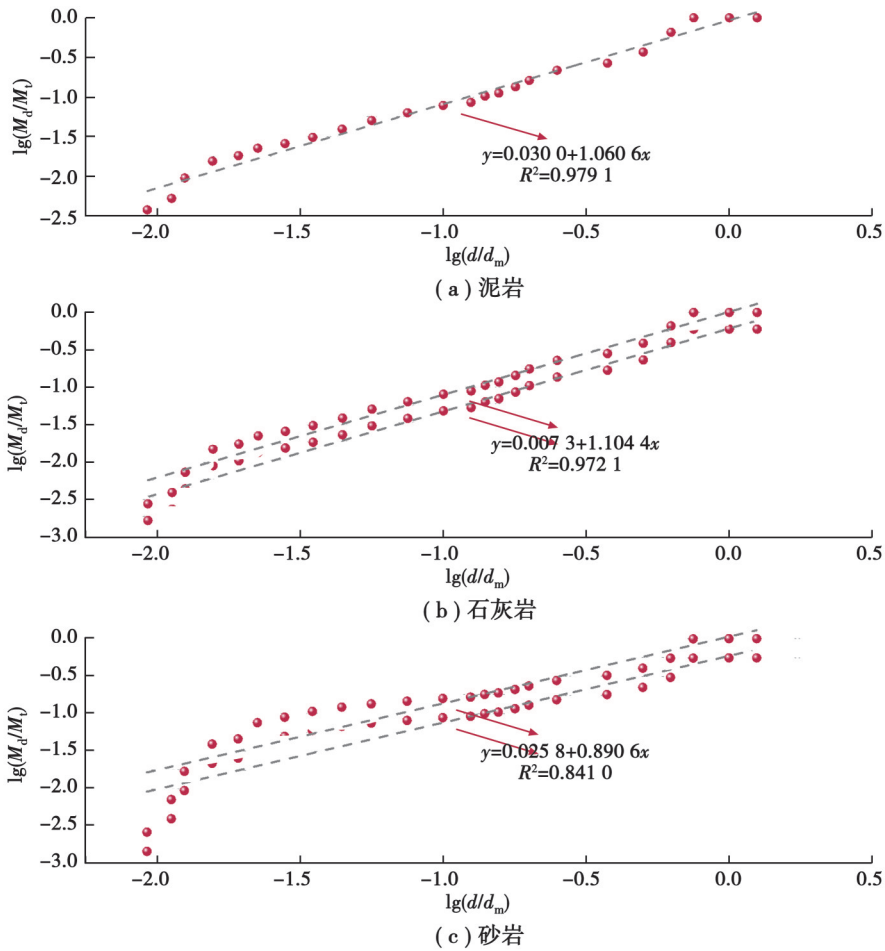 0.0
−0.5
−1.0
−1.5
−2.0
−2.5
lg(Md/Mt)
y=0.030 0+1.060 6x
R²=0.979 1
−2.0 −1.5 −1.0 −0.5 0.0 0.5
lg(d/dm)
(a) 泥岩
0.0
−0.5
−1.0
−1.5
−2.0
−2.5
−3.0
lg(Md/Mt)
y=0.007 3+1.104 4x
R²=0.972 1
−2.0 −1.5 −1.0 −0.5 0.0 0.5
lg(d/dm)
(b) 石灰岩
0.0
−0.5
−1.0
−1.5
−2.0
−2.5
−3.0
lg(Md/Mt)
y=0.025 8+0.890 6x
R²=0.841 0
−2.0 −1.5 −1.0 −0.5 0.0 0.5
lg(d/dm)
(c) 砂岩